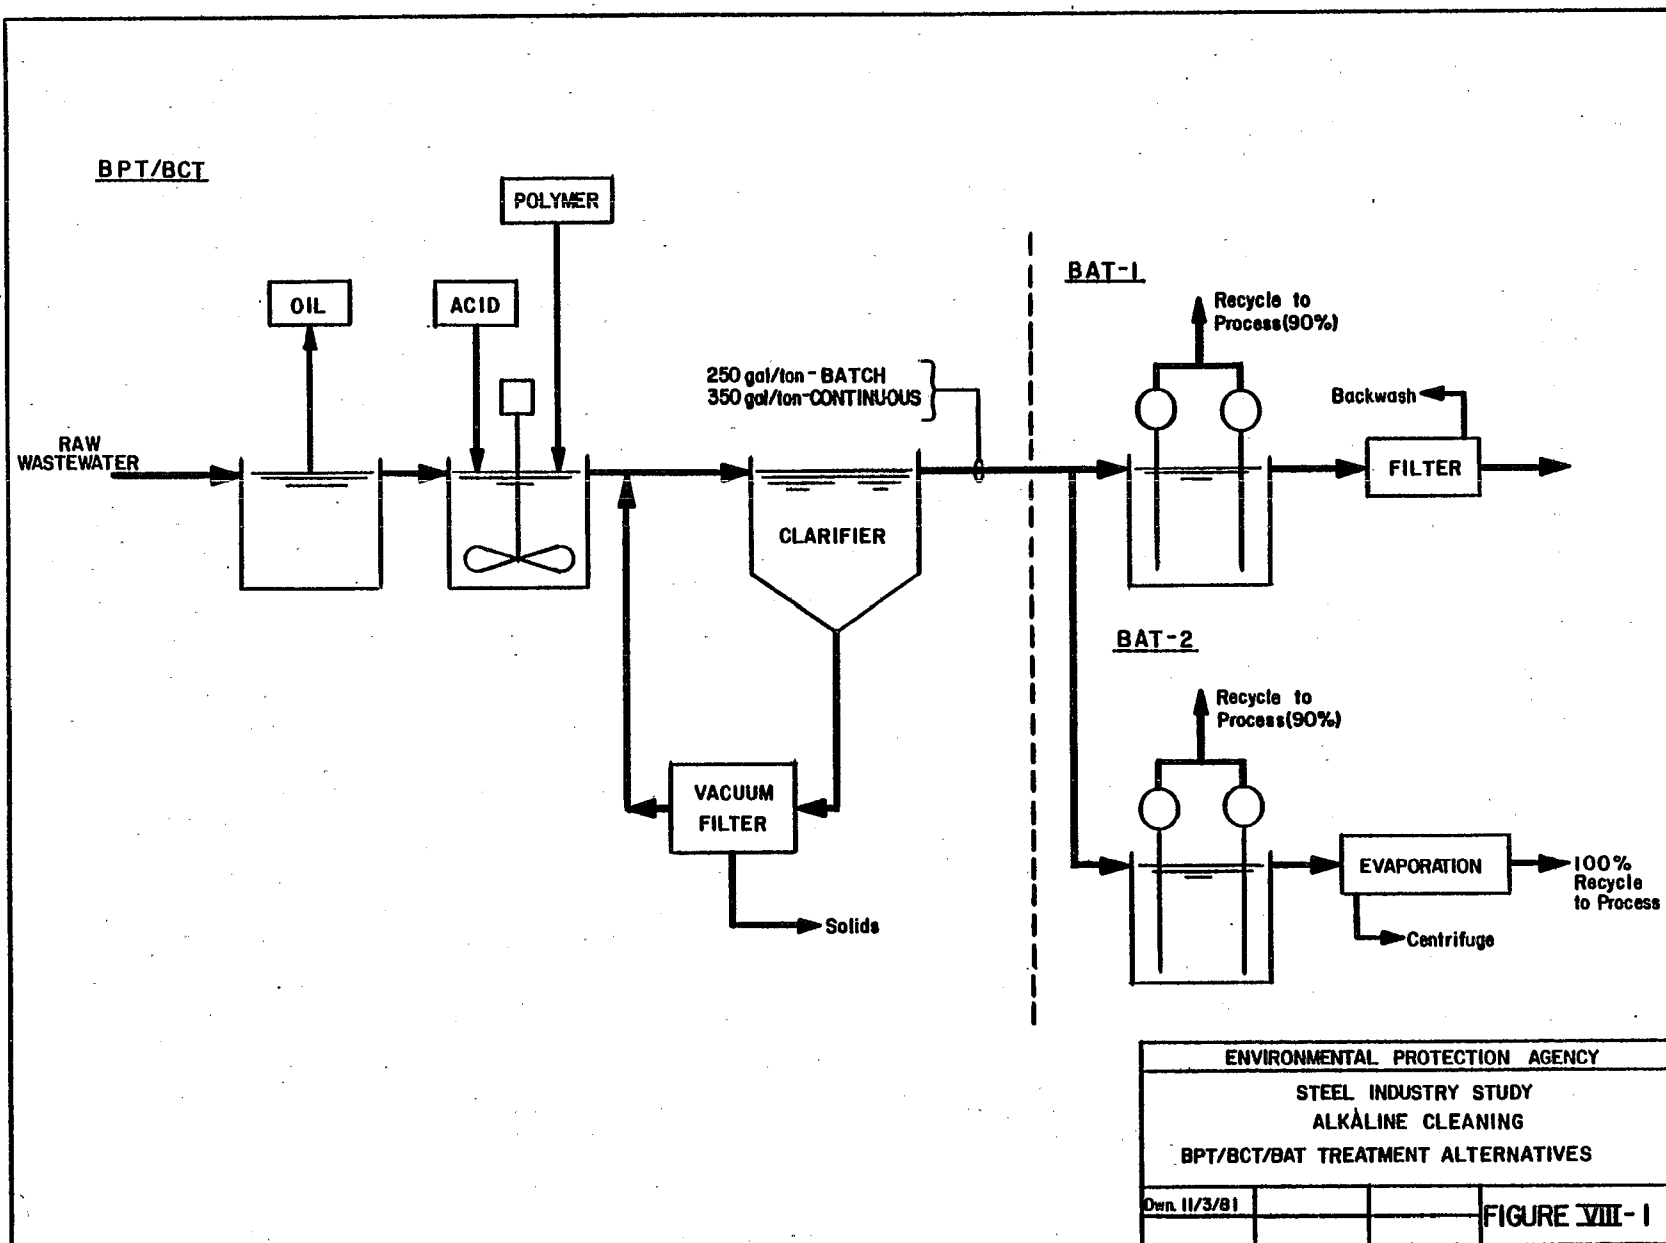 BPT/BCT
POLYMER
OIL
ACID
RAW
WASTEWATER
250 gal/ton-BATCH
350 gal/ton-CONTINUOUS
CLARIFIER
VACUUM
FILTER
Solids
BAT-1
Recycle to
Process(90%)
Backwash
FILTER
BAT-2
Recycle to
Process(90%)
EVAPORATION
100%
Recycle
to Process
Centrifuge
ENVIRONMENTAL PROTECTION AGENCY
STEEL INDUSTRY STUDY
ALKALINE CLEANING
BPT/BCT/BAT TREATMENT ALTERNATIVES
Dwn. 11/3/81
FIGURE VIII-1